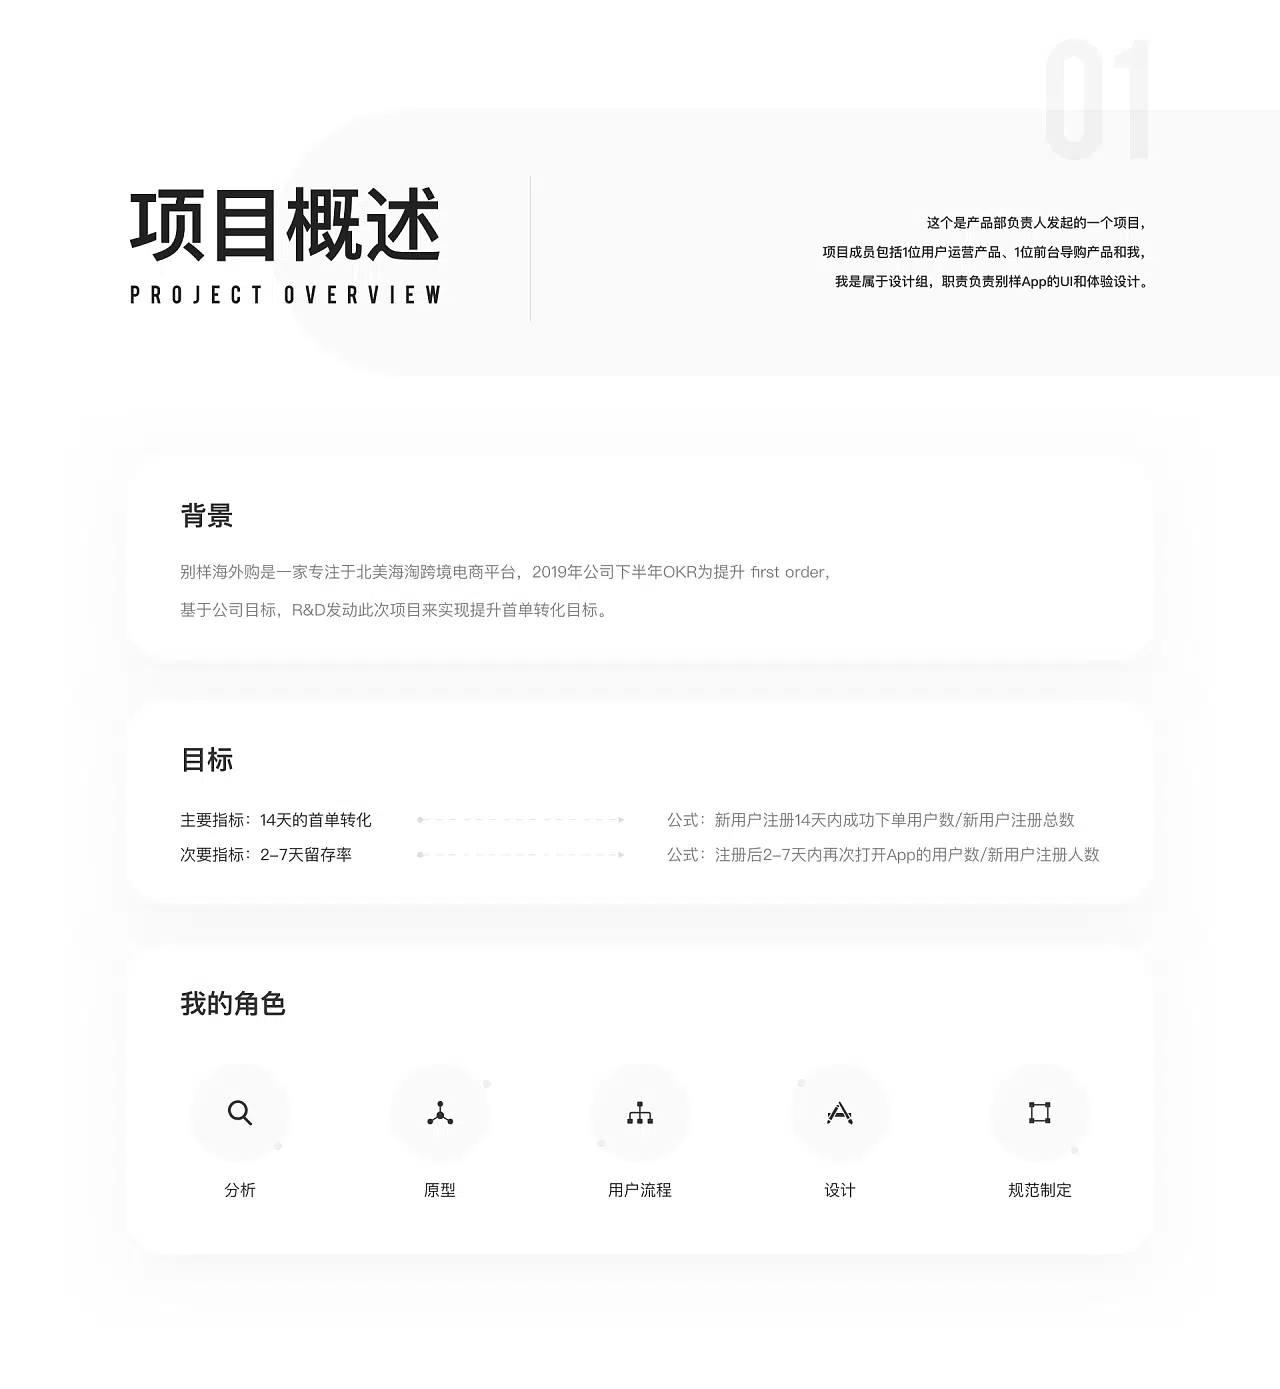 01
项目概述
PROJECT OVERVIEW
这个是产品部负责人发起的一个项目，
项目成员包括1位用户运营产品、1位前台导购产品和我，
我是属于设计组，职责负责别样App的UI和体验设计。
背景
别样海外购是一家专注于北美海淘跨境电商平台，2019年公司下半年OKR为提升 first order，
基于公司目标，R&D发动此次项目来实现提升首单转化目标。
目标
主要指标：14天的首单转化
公式：新用户注册14天内成功下单用户数/新用户注册总数
次要指标：2-7天留存率
公式：注册后2-7天内再次打开App的用户数/新用户注册人数
我的角色
分析
原型
用户流程
设计
规范制定